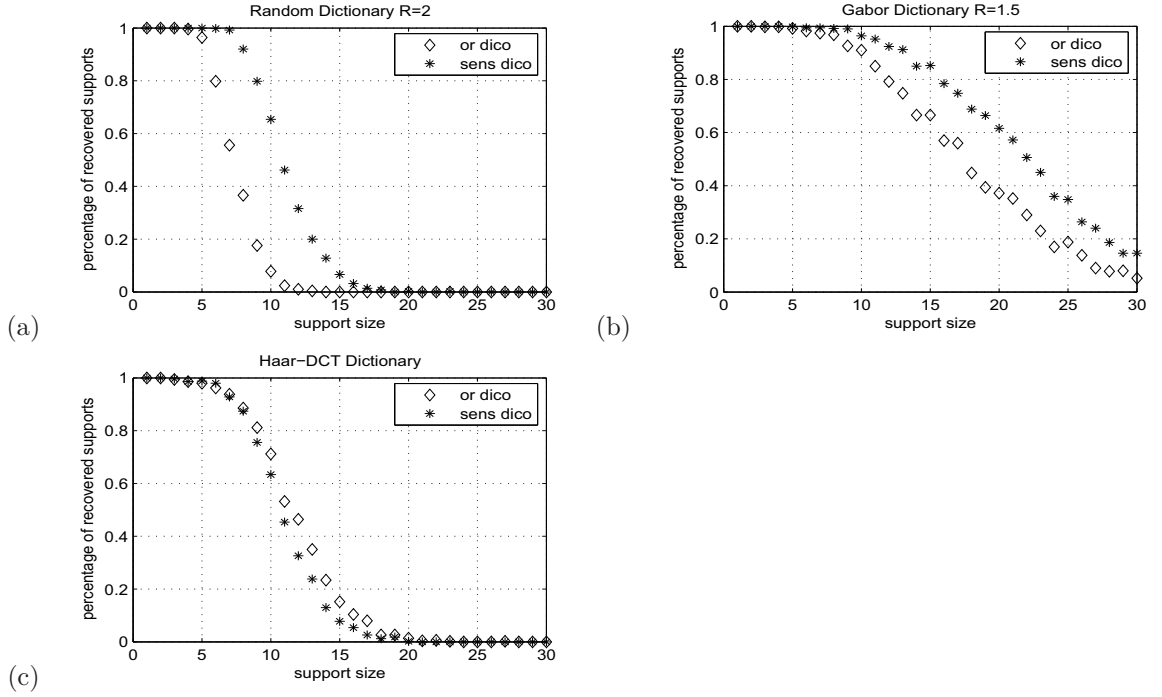 Random Dictionary R=2
percentage of recovered supports
1
0.8
0.6
0.4
0.2
0
0 5 10 15 20 25 30
support size
or dico
sens dico
(a)
Gabor Dictionary R=1.5
percentage of recovered supports
1
0.8
0.6
0.4
0.2
0
0 5 10 15 20 25 30
support size
or dico
sens dico
(b)
Haar−DCT Dictionary
percentage of recovered supports
1
0.8
0.6
0.4
0.2
0
0 5 10 15 20 25 30
support size
or dico
sens dico
(c)